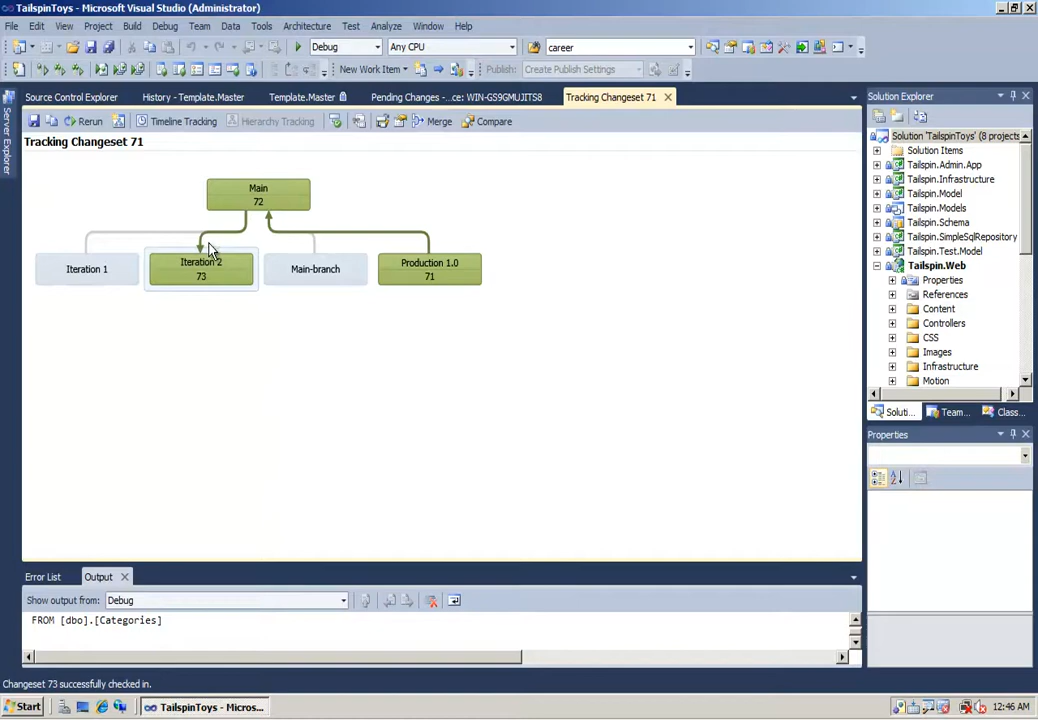 TailspinToys - Microsoft Visual Studio (Administrator)
File Edit View Project Build Debug Team Data Tools Architecture Test Analyze Window Help
Debug Any CPU career
New Work Item Publish: Create Publish Settings
Source Control Explorer History - Template.Master Template.Master Pending Changes - ...ce: WIN-GS9GMUJITS8 Tracking Changeset 71
Rerun Timeline Tracking Hierarchy Tracking Merge Compare
Tracking Changeset 71
Main
72
Iteration 1
Iteration 2
73
Main-branch
Production 1.0
71
Server Explorer
Solution Explorer
Solution 'TailspinToys' (8 projects
Solution Items
Tailspin.Admin.App
Tailspin.Infrastructure
Tailspin.Model
Tailspin.Models
Tailspin.Schema
Tailspin.SimpleSqlRepository
Tailspin.Test.Model
Tailspin.Web
Properties
References
Content
Controllers
CSS
Images
Infrastructure
Motion
Soluti... Team... Class...
Properties
Error List Output
Show output from: Debug
FROM [dbo].[Categories]
Changeset 73 successfully checked in.
Start TailspinToys - Micros... 12:46 AM